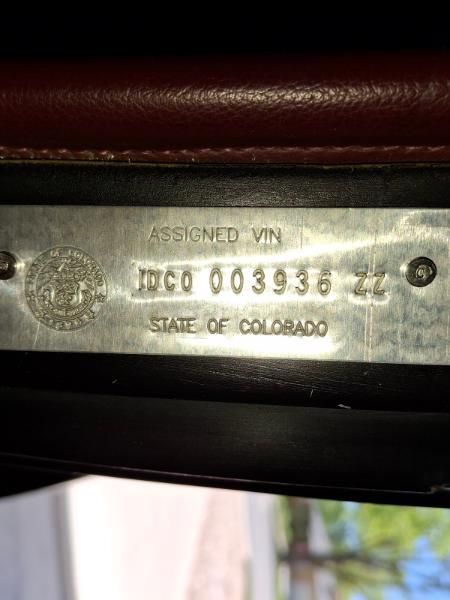 ASSIGNED VIN
IDCO 003936 ZZ
STATE OF COLORADO